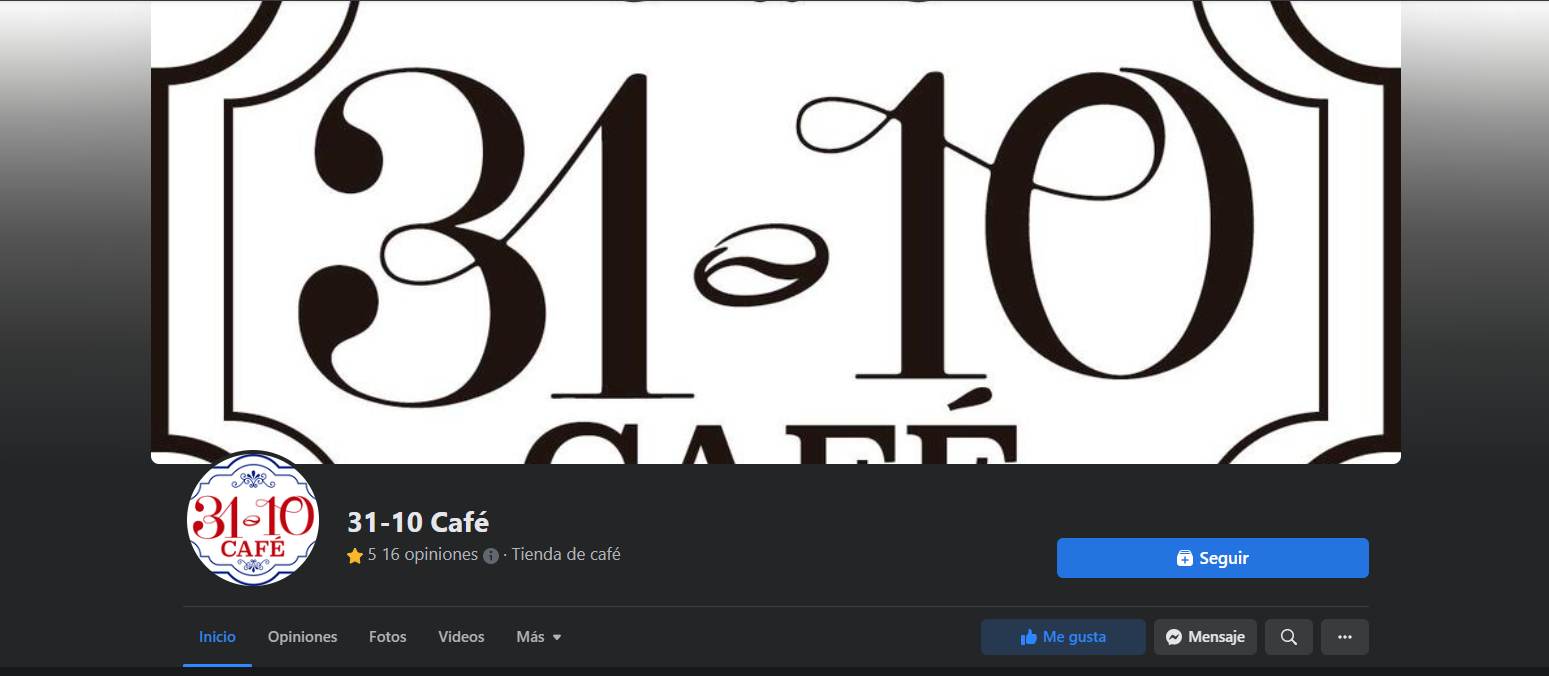 31-10
CAFÉ
31-10
CAFÉ
31-10 Café
5 16 opiniones · Tienda de café
Seguir
Inicio Opiniones Fotos Videos Más
Me gusta Mensaje